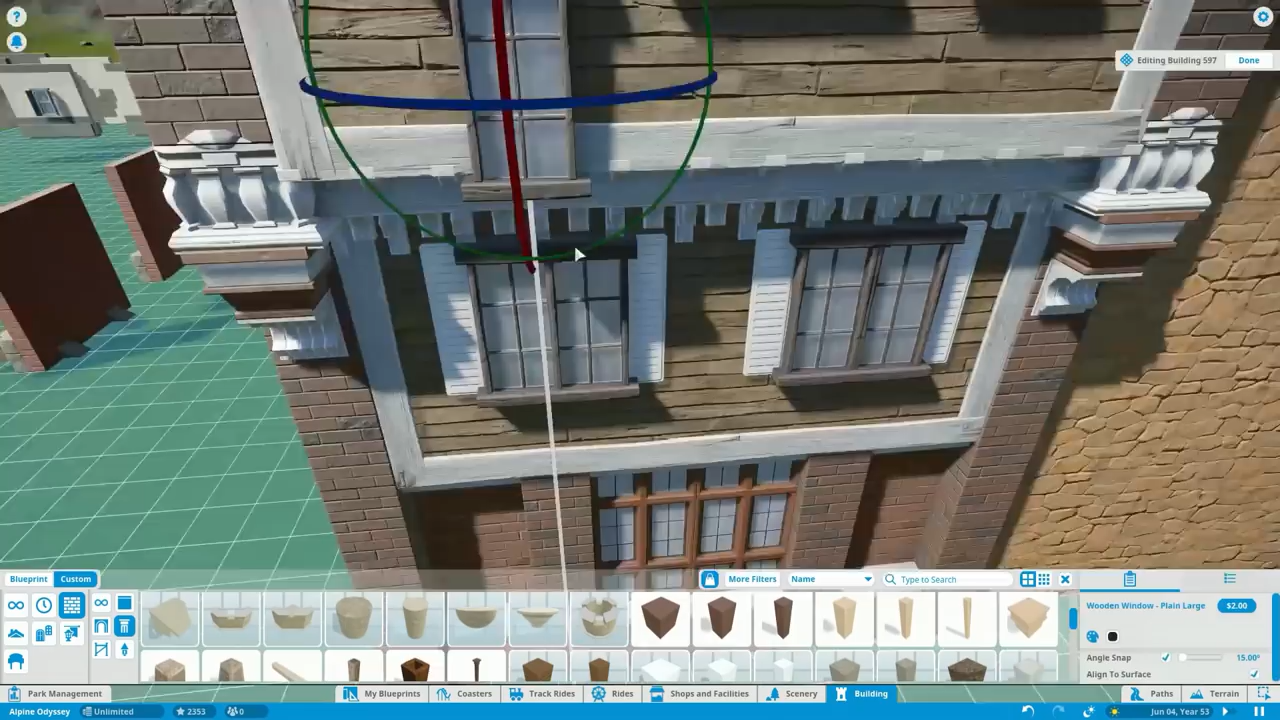 ?
Editing Building 597
Done
Blueprint
Custom
More Filters
Name
Type to Search
Wooden Window - Plain Large
$2.00
Angle Snap
15.00°
Align To Surface
Park Management
My Blueprints
Coasters
Track Rides
Rides
Shops and Facilities
Scenery
Building
Paths
Terrain
Alpine Odyssey
Unlimited
2353
0
Jun 04, Year 53